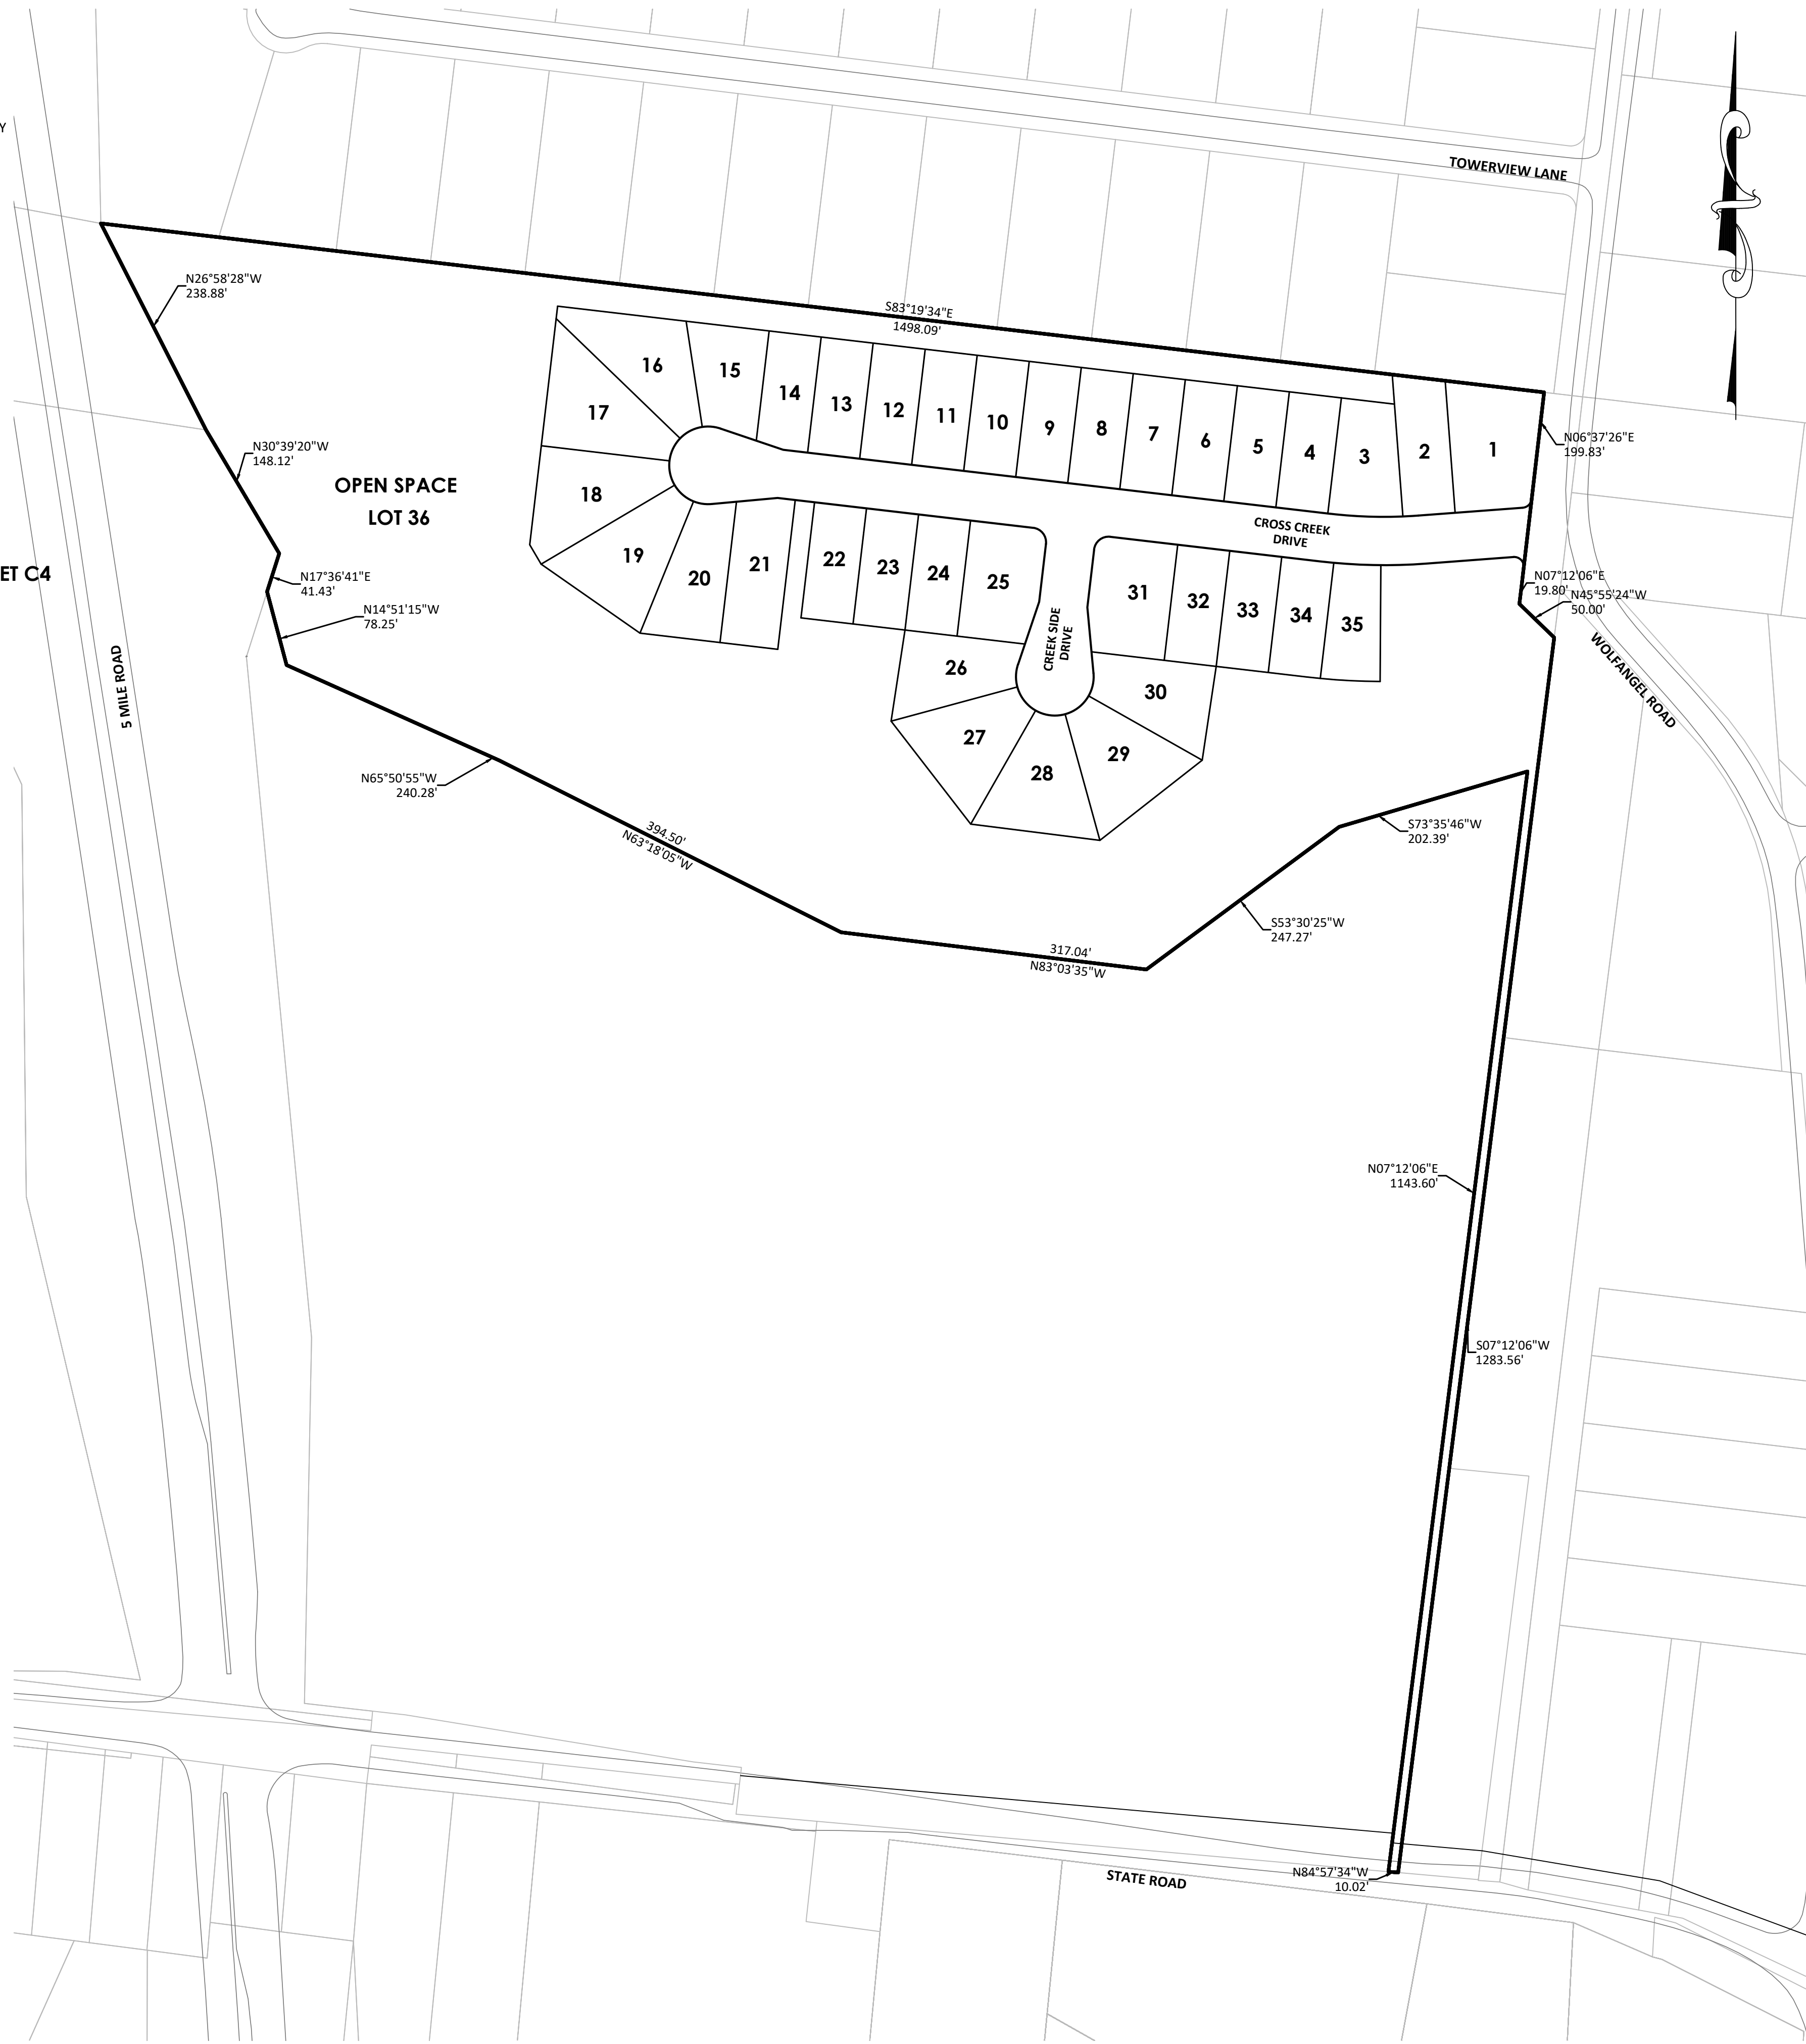 Y
TOWERVIEW LANE
N26°58'28"W
238.88'
S83°19'34"E
1498.09'
16
15
14
13
12
11
10
9
8
7
6
5
4
3
2
1
17
N06°37'26"E
199.83'
N30°39'20"W
148.12'
OPEN SPACE
LOT 36
18
CROSS CREEK
DRIVE
19
20
21
22
23
24
25
31
32
33
34
35
ET C4
N17°36'41"E
41.43'
N14°51'15"W
78.25'
N07°12'06"E
19.80'
N45°55'24"W
50.00'
CREEK SIDE
DRIVE
5 MILE ROAD
WOLFANGEL ROAD
26
30
27
28
29
N65°50'55"W
240.28'
394.50'
N63°18'05"W
S73°35'46"W
202.39'
S53°30'25"W
247.27'
317.04'
N83°03'35"W
N07°12'06"E
1143.60'
S07°12'06"W
1283.56'
N84°57'34"W
10.02'
STATE ROAD